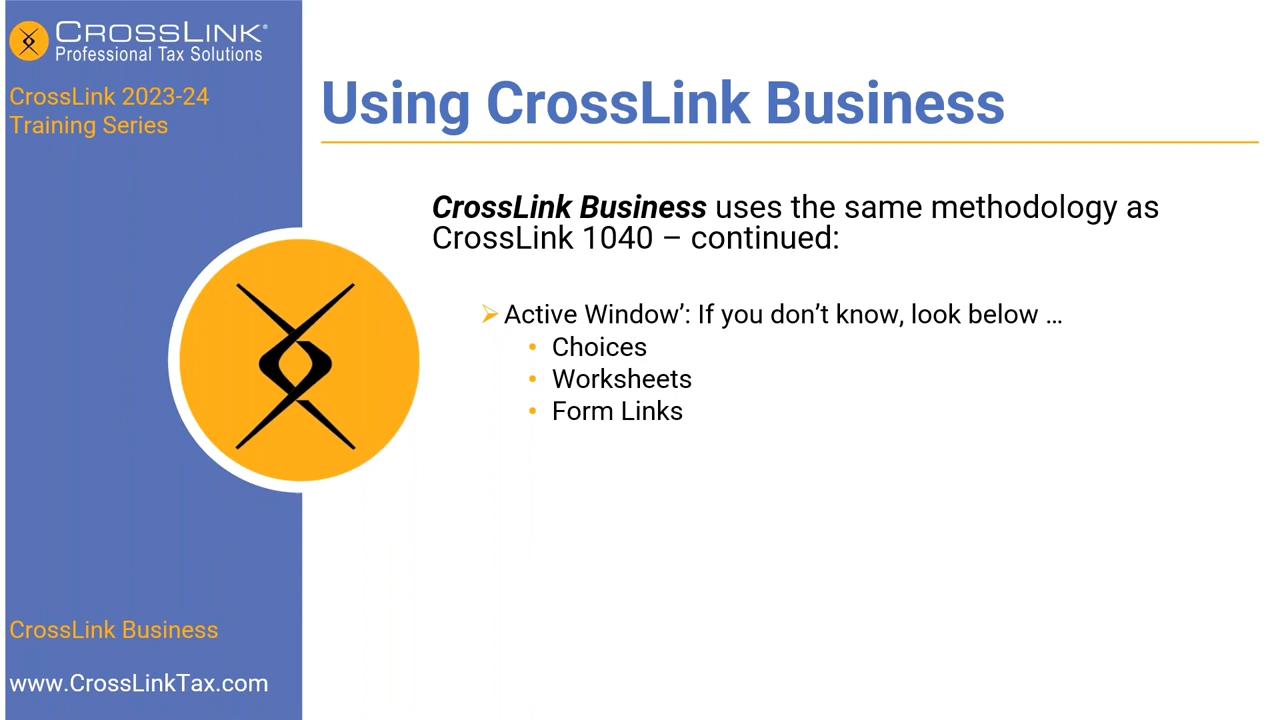 CROSSLINK®
Professional Tax Solutions
CrossLink 2023-24
Training Series
Using CrossLink Business
CrossLink Business uses the same methodology as
CrossLink 1040 – continued:
➢ Active Window’: If you don’t know, look below …
• Choices
• Worksheets
• Form Links
CrossLink Business
www.CrossLinkTax.com